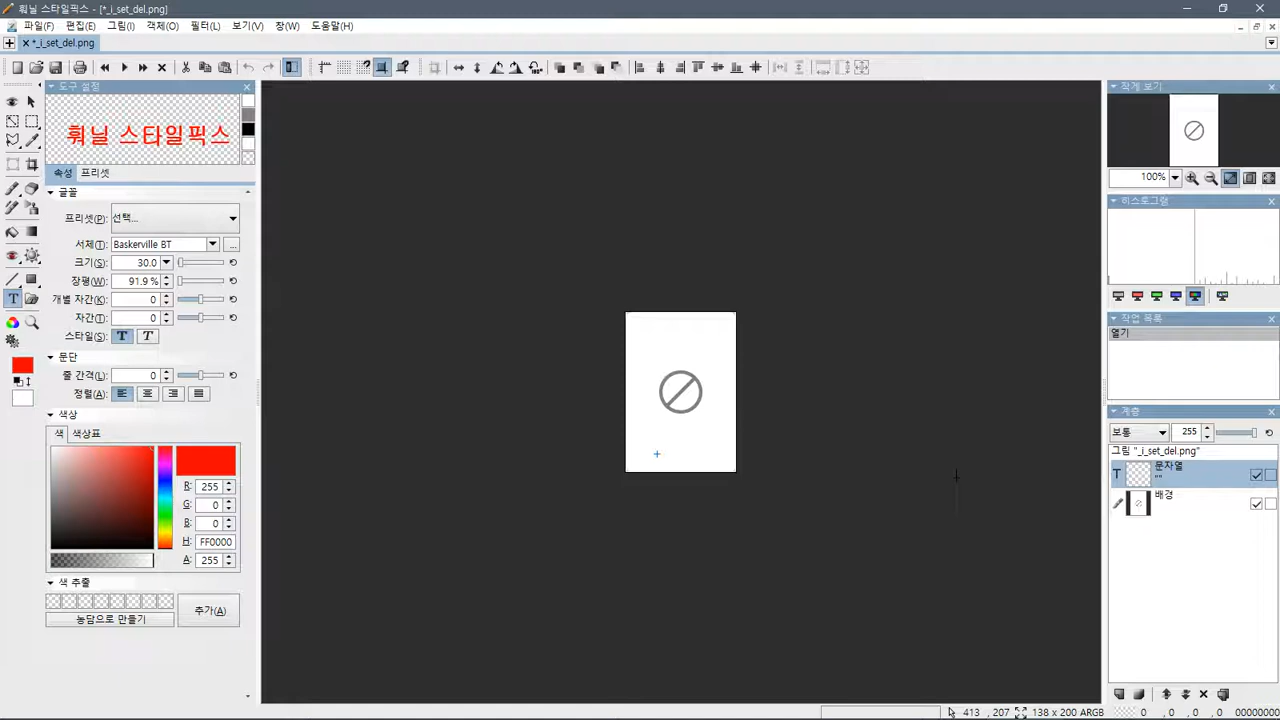 훠닐 스타일픽스 - [*_i_set_del.png]
파일(F) 편집(E) 그림(I) 객체(O) 필터(L) 보기(V) 창(W) 도움말(H)
*_i_set_del.png
도구 설정
훠닐 스타일픽스
속성 프리셋
글꼴
프리셋(P): 선택...
서체(T): Baskerville BT ...
크기(S): 30.0
장평(W): 91.9 %
개별 자간(K): 0
자간(T): 0
스타일(S): T T
문단
줄 간격(L): 0
정렬(A):
색상
색 색상표
R: 255
G: 0
B: 0
H: FF0000
A: 255
색 추출
농담으로 만들기
추가(A)
작게 보기
100%
히스토그램
작업 목록
열기
계층
보통 255
그림 "_i_set_del.png"
T 문자열
""
배경
413 , 207 138 x 200 ARGB 0 , 0 , 0 , 0 00000000